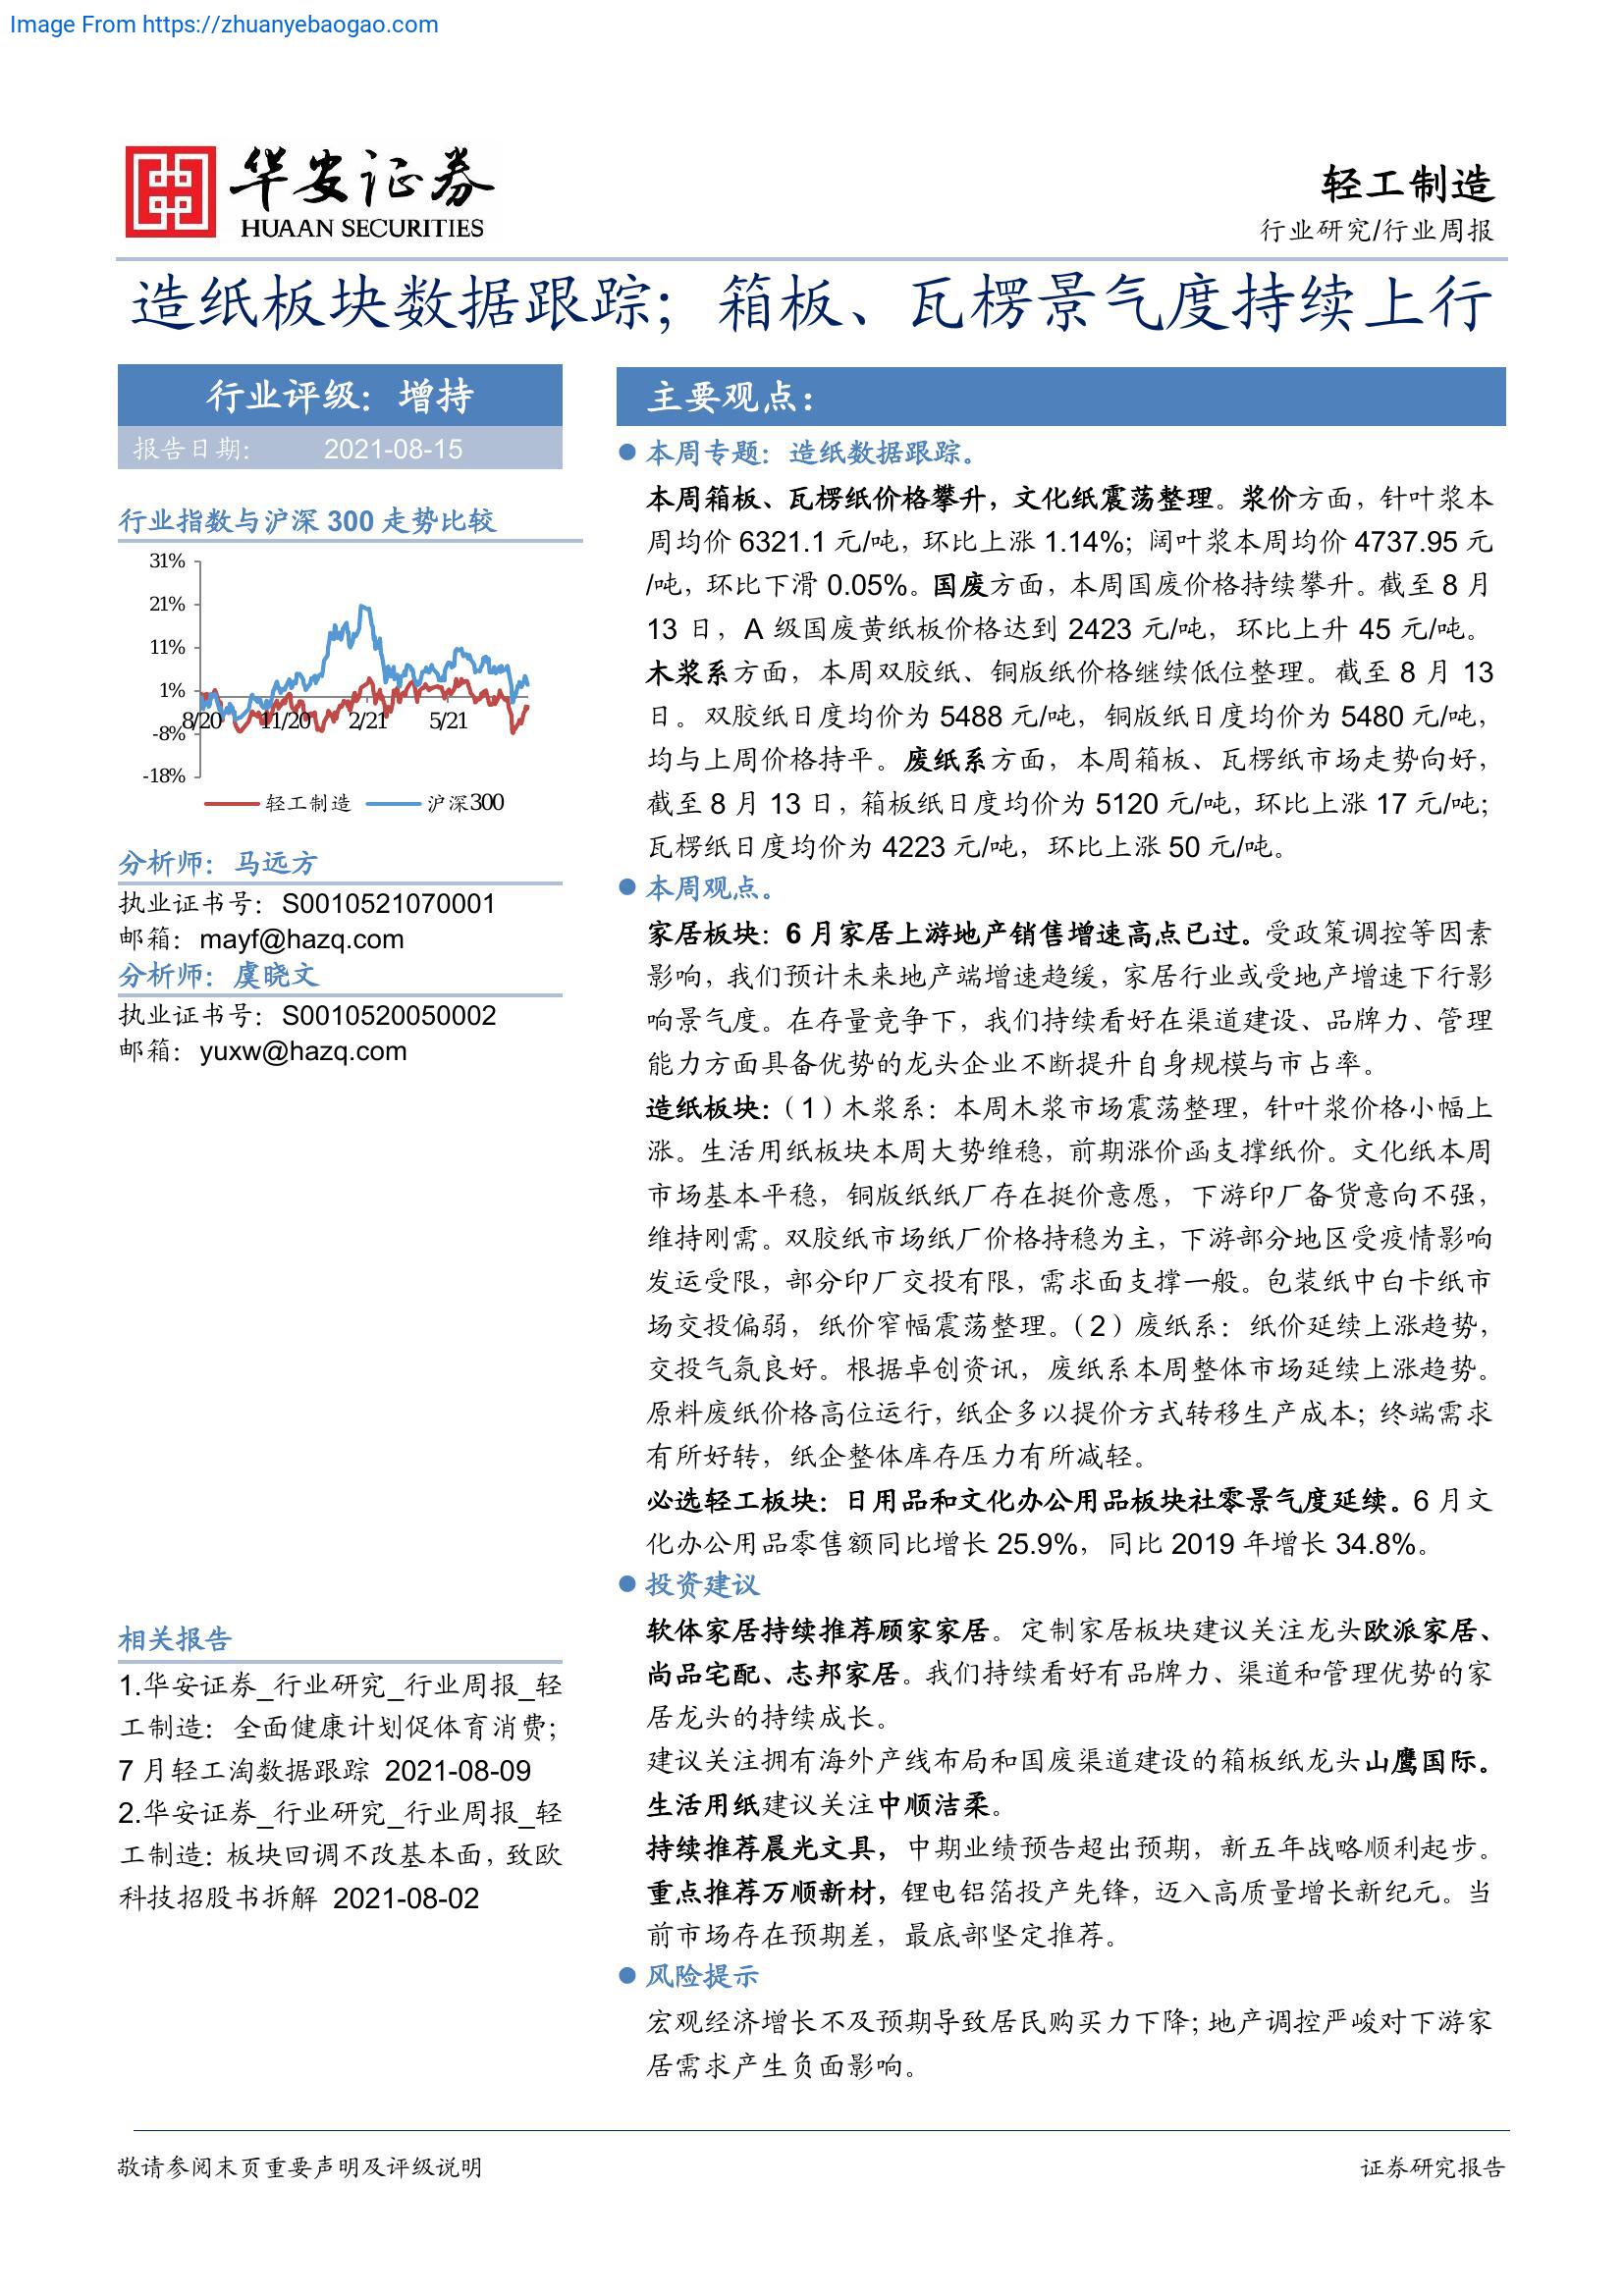 Image From https://zhuanyebaogao.com
华安证券
HUAAN SECURITIES
轻工制造
行业研究/行业周报
造纸板块数据跟踪；箱板、瓦楞景气度持续上行
行业评级：增持
报告日期： 2021-08-15
行业指数与沪深 300 走势比较
31%
21%
11%
1%
-8%
-18%
8/20 11/20 2/21 5/21
轻工制造 沪深300
分析师：马远方
执业证书号：S0010521070001
邮箱：mayf@hazq.com
分析师：虞晓文
执业证书号：S0010520050002
邮箱：yuxw@hazq.com
相关报告
1.华安证券_行业研究_行业周报_轻
工制造：全面健康计划促体育消费；
7 月轻工淘数据跟踪 2021-08-09
2.华安证券_行业研究_行业周报_轻
工制造：板块回调不改基本面，致欧
科技招股书拆解 2021-08-02
主要观点：
● 本周专题：造纸数据跟踪。
本周箱板、瓦楞纸价格攀升，文化纸震荡整理。浆价方面，针叶浆本
周均价 6321.1 元/吨，环比上涨 1.14%；阔叶浆本周均价 4737.95 元
/吨，环比下滑 0.05%。国废方面，本周国废价格持续攀升。截至 8 月
13 日，A 级国废黄纸板价格达到 2423 元/吨，环比上升 45 元/吨。
木浆系方面，本周双胶纸、铜版纸价格继续低位整理。截至 8 月 13
日。双胶纸日度均价为 5488 元/吨，铜版纸日度均价为 5480 元/吨，
均与上周价格持平。废纸系方面，本周箱板、瓦楞纸市场走势向好，
截至 8 月 13 日，箱板纸日度均价为 5120 元/吨，环比上涨 17 元/吨；
瓦楞纸日度均价为 4223 元/吨，环比上涨 50 元/吨。
● 本周观点。
家居板块：6 月家居上游地产销售增速高点已过。受政策调控等因素
影响，我们预计未来地产端增速趋缓，家居行业或受地产增速下行影
响景气度。在存量竞争下，我们持续看好在渠道建设、品牌力、管理
能力方面具备优势的龙头企业不断提升自身规模与市占率。
造纸板块：（1）木浆系：本周木浆市场震荡整理，针叶浆价格小幅上
涨。生活用纸板块本周大势维稳，前期涨价函支撑纸价。文化纸本周
市场基本平稳，铜版纸纸厂存在挺价意愿，下游印厂备货意向不强，
维持刚需。双胶纸市场纸厂价格持稳为主，下游部分地区受疫情影响
发运受限，部分印厂交投有限，需求面支撑一般。包装纸中白卡纸市
场交投偏弱，纸价窄幅震荡整理。（2）废纸系：纸价延续上涨趋势，
交投气氛良好。根据卓创资讯，废纸系本周整体市场延续上涨趋势。
原料废纸价格高位运行，纸企多以提价方式转移生产成本；终端需求
有所好转，纸企整体库存压力有所减轻。
必选轻工板块：日用品和文化办公用品板块社零景气度延续。6 月文
化办公用品零售额同比增长 25.9%，同比 2019 年增长 34.8%。
● 投资建议
软体家居持续推荐顾家家居。定制家居板块建议关注龙头欧派家居、
尚品宅配、志邦家居。我们持续看好有品牌力、渠道和管理优势的家
居龙头的持续成长。
建议关注拥有海外产线布局和国废渠道建设的箱板纸龙头山鹰国际。
生活用纸建议关注中顺洁柔。
持续推荐晨光文具，中期业绩预告超出预期，新五年战略顺利起步。
重点推荐万顺新材，锂电铝箔投产先锋，迈入高质量增长新纪元。当
前市场存在预期差，最底部坚定推荐。
● 风险提示
宏观经济增长不及预期导致居民购买力下降；地产调控严峻对下游家
居需求产生负面影响。
敬请参阅末页重要声明及评级说明
证券研究报告